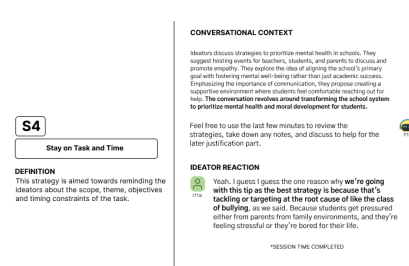 CONVERSATIONAL CONTEXT
Ideators discuss strategies to prioritize mental health in schools. They
suggest hosting events for teachers, students, and parents to discuss and
promote empathy. They explore the idea of aligning the school's primary
goal with fostering mental well-being rather than just academic success.
Emphasizing the importance of communication, they propose creating a
supportive environment where students feel comfortable reaching out for
help. The conversation revolves around transforming the school system
to prioritize mental health and moral development for students.
S4
Stay on Task and Time
DEFINITION
This strategy is aimed towards reminding the
ideators about the scope, theme, objectives
and timing constraints of the task.
Feel free to use the last few minutes to review the
strategies, take down any notes, and discuss to help for the
later justification part.
IDEATOR REACTION
Yeah. I guess I guess the one reason why we're going
with this tip as the best strategy is because that's
tackling or targeting at the root cause of like the class
of bullying, as we said. Because students get pressured
either from parents from family environments, and they're
feeling stressful or they're bored for their life.
*SESSION TIME COMPLETED